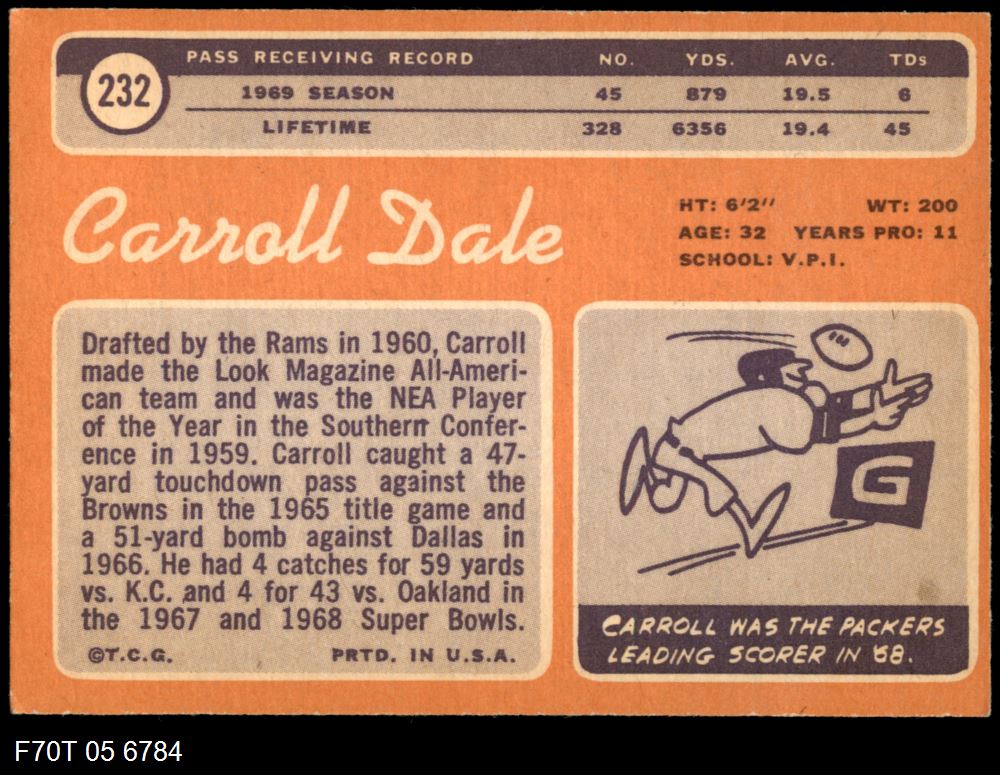 232
PASS RECEIVING RECORD NO. YDS. AVG. TDs
1969 SEASON 45 879 19.5 6
LIFETIME 328 6356 19.4 45
Carroll Dale
HT: 6'2" WT: 200
AGE: 32 YEARS PRO: 11
SCHOOL: V.P.I.
Drafted by the Rams in 1960, Carroll
made the Look Magazine All-Ameri-
can team and was the NEA Player
of the Year in the Southern Confer-
ence in 1959. Carroll caught a 47-
yard touchdown pass against the
Browns in the 1965 title game and
a 51-yard bomb against Dallas in
1966. He had 4 catches for 59 yards
vs. K.C. and 4 for 43 vs. Oakland in
the 1967 and 1968 Super Bowls.
©T.C.G. PRTD. IN U.S.A.
G
CARROLL WAS THE PACKERS
LEADING SCORER IN '68.
F70T 05 6784